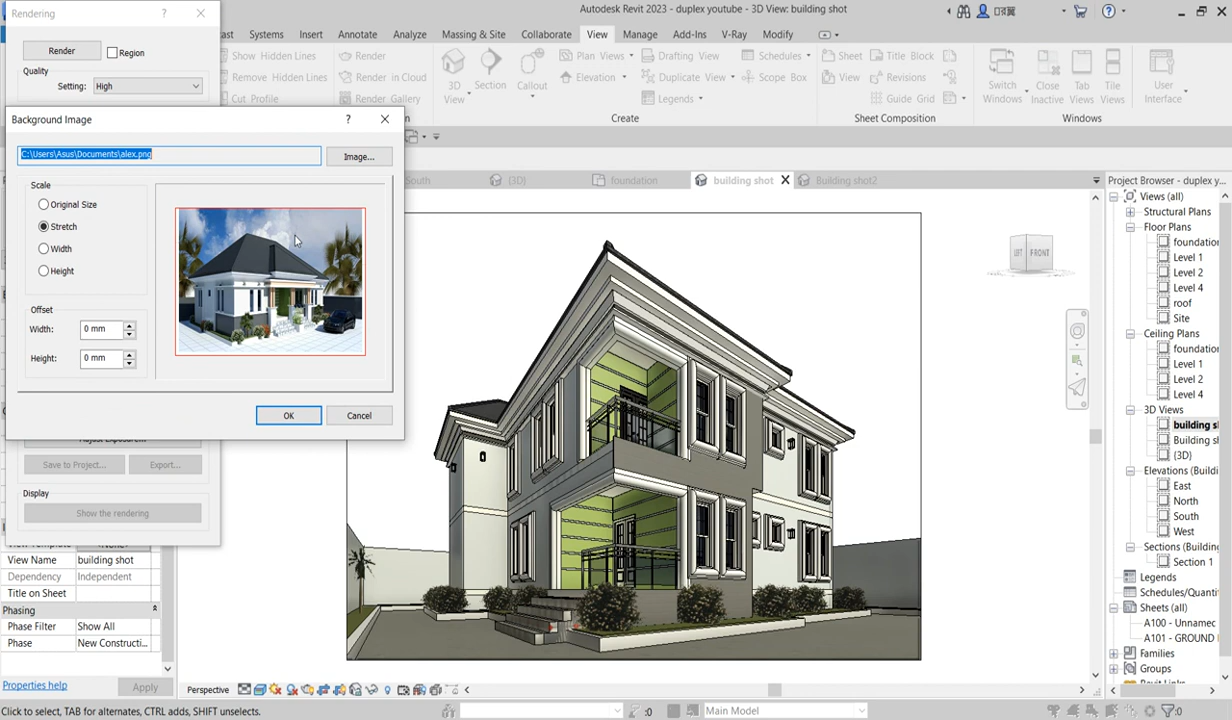 Rendering
Autodesk Revit 2023 - duplex youtube - 3D View: building shot
Systems
Insert
Annotate
Analyze
Massing & Site
Collaborate
View
Manage
Add-Ins
V-Ray
Modify
Render
Region
Quality
Setting:
High
Show Hidden Lines
Remove Hidden Lines
Cut Profile
Render
Render in Cloud
Render Gallery
3D View
Section
Callout
Plan Views
Elevation
Drafting View
Duplicate View
Legends
Schedules
Scope Box
Create
Sheet
View
Title Block
Revisions
Guide Grid
Sheet Composition
Switch Windows
Close Inactive
Tab Views
Tile Views
User Interface
Windows
Background Image
C:\Users\Asus\Documents\alex.png
Image...
Scale
Original Size
Stretch
Width
Height
Offset
Width:
0 mm
Height:
0 mm
OK
Cancel
Save to Project...
Export...
Display
Show the rendering
South
(3D)
foundation
building shot
Building shot2
LEFT
FRONT
Project Browser - duplex y...
Views (all)
Structural Plans
Floor Plans
foundation
Level 1
Level 2
Level 4
roof
Site
Ceiling Plans
foundation
Level 1
Level 2
Level 4
3D Views
building sh
Building sh
(3D)
Elevations (Buildi
East
North
South
West
Sections (Building
Section 1
Legends
Schedules/Quanti
Sheets (all)
A100 - Unnamec
A101 - GROUND
Families
Groups
View Name
building shot
Dependency
Independent
Title on Sheet
Phasing
Phase Filter
Show All
Phase
New Constructi...
Properties help
Apply
Perspective
Click to select, TAB for alternates, CTRL adds, SHIFT unselects.
:0
Main Model
:0